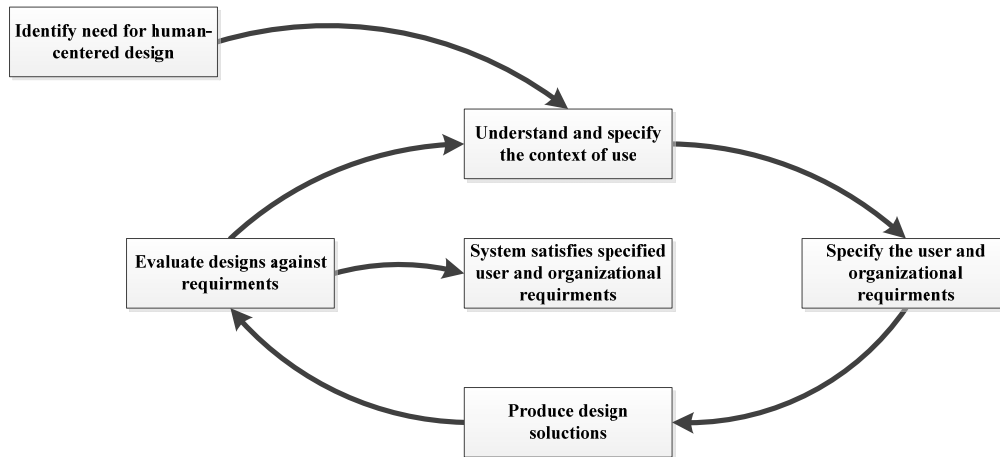 Identify need for human-
centered design
Understand and specify
the context of use
Evaluate designs against
requirments
System satisfies specified
user and organizational
requirments
Specify the user and
organizational
requirments
Produce design
soluctions